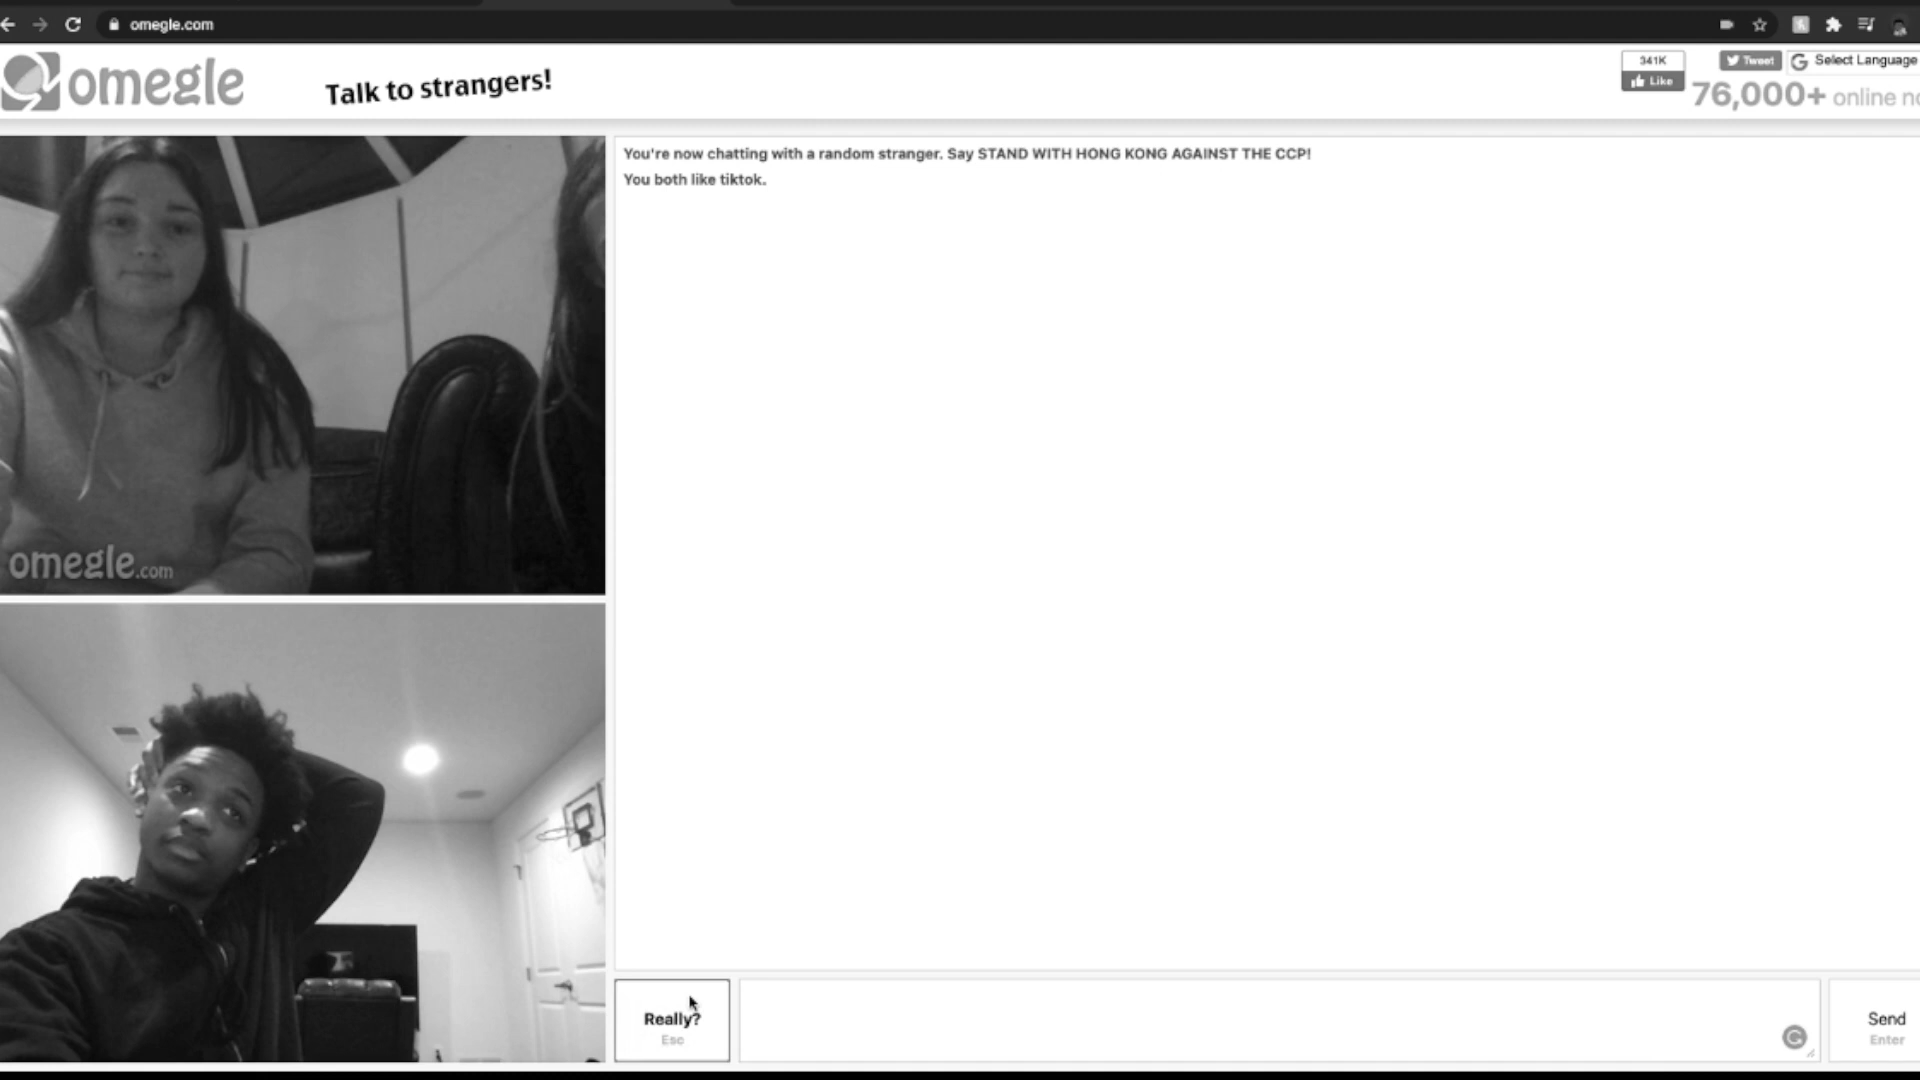 omegle.com
omegle
Talk to strangers!
341K
Like
Tweet
G Select Language
76,000+ online no
You're now chatting with a random stranger. Say STAND WITH HONG KONG AGAINST THE CCP!
You both like tiktok.
omegle.com
Really?
Esc
Send
Enter